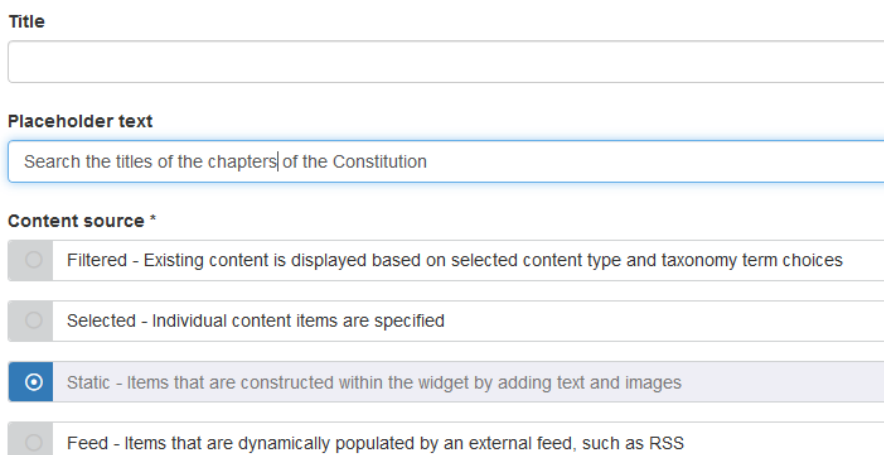 Title
Placeholder text
Search the titles of the chapters of the Constitution
Content source *
Filtered - Existing content is displayed based on selected content type and taxonomy term choices
Selected - Individual content items are specified
Static - Items that are constructed within the widget by adding text and images
Feed - Items that are dynamically populated by an external feed, such as RSS